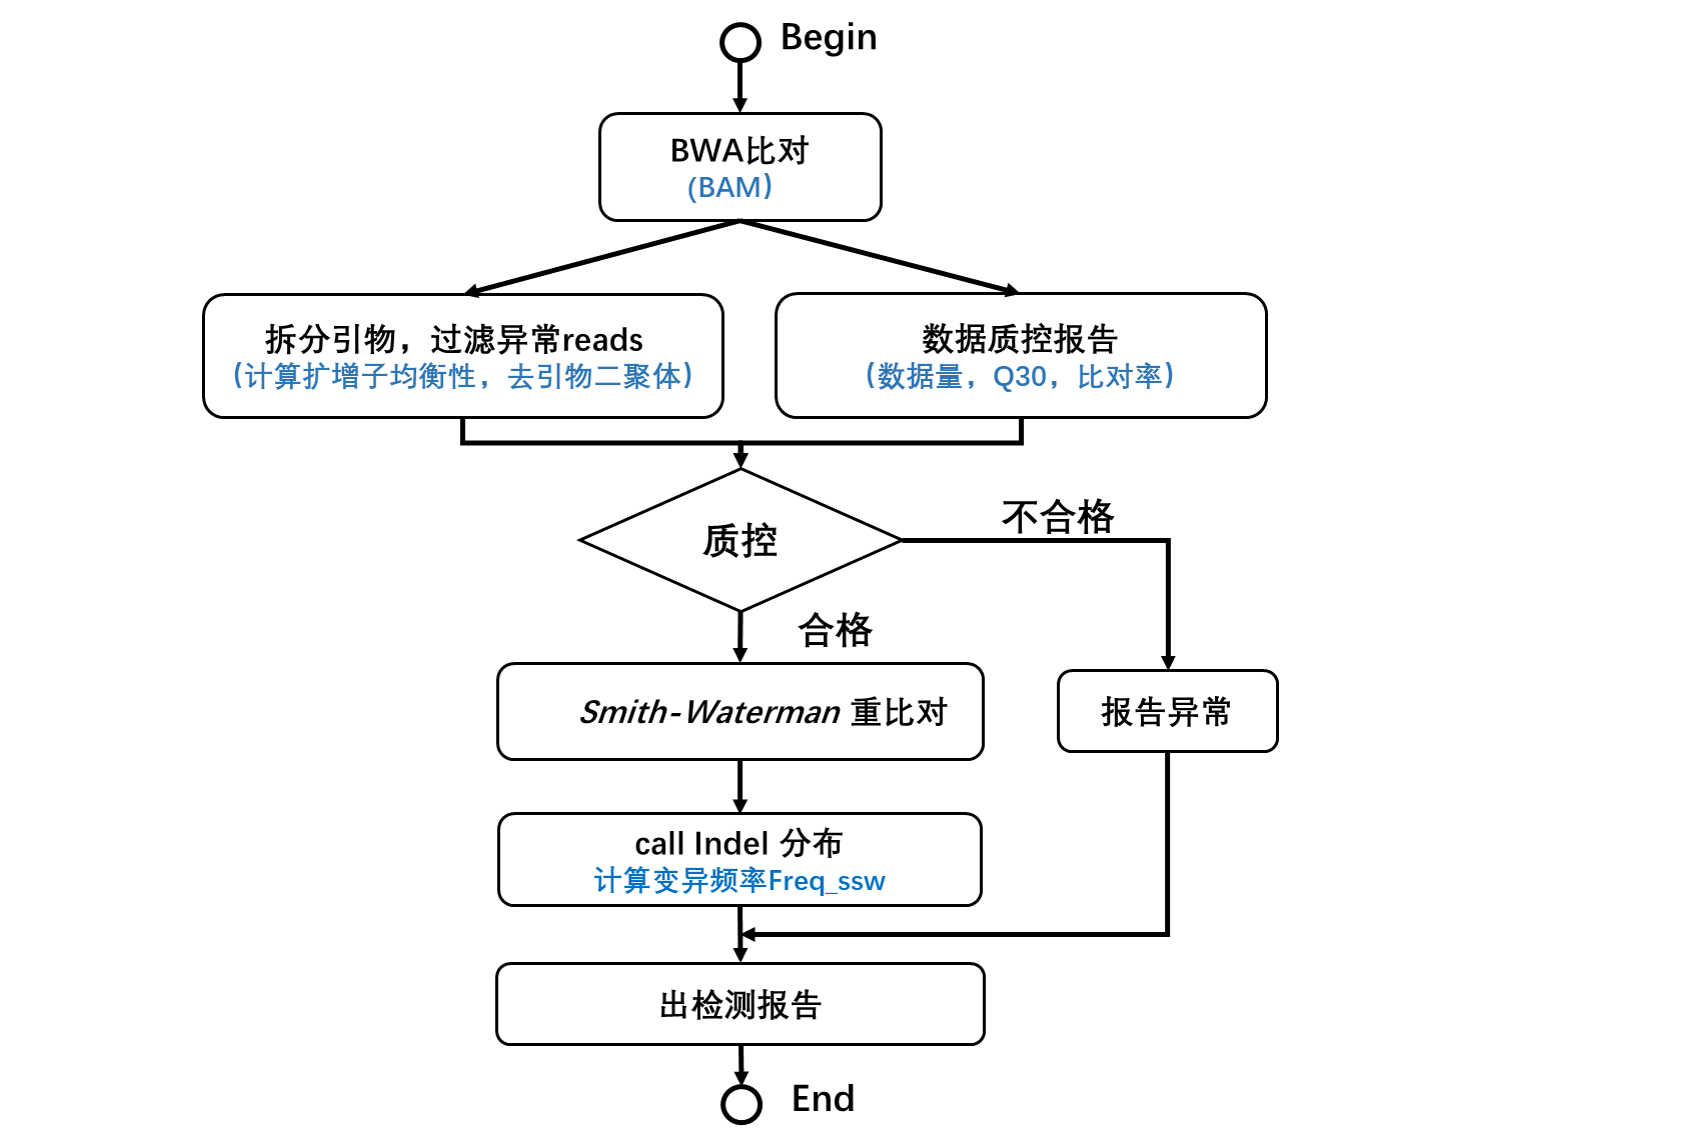 Begin
BWA比对
(BAM)
拆分引物，过滤异常reads
（计算扩增子均衡性，去引物二聚体）
数据质控报告
（数据量，Q30，比对率）
质控
不合格
合格
Smith-Waterman 重比对
报告异常
call Indel 分布
计算变异频率Freq_ssw
出检测报告
End